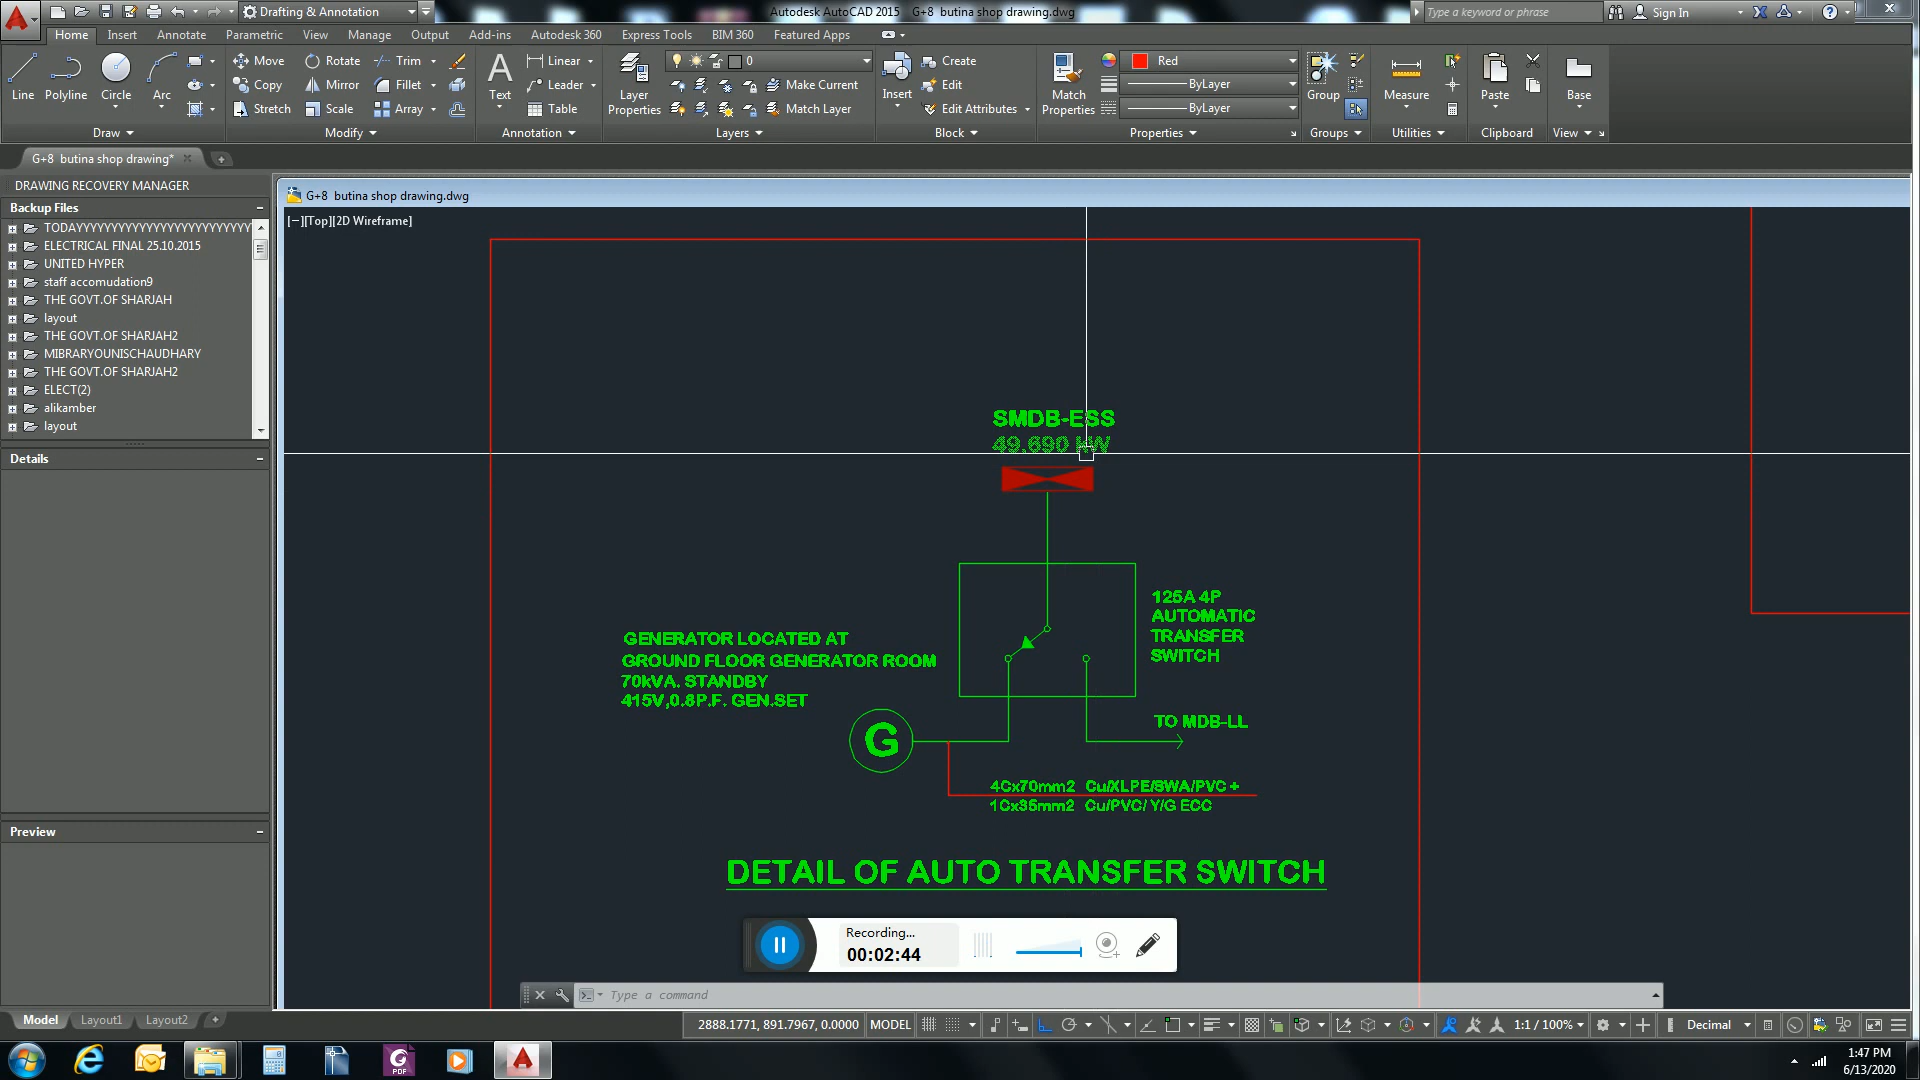 Autodesk AutoCAD 2015 G+8 butina shop drawing.dwg
Drafting & Annotation
Type a keyword or phrase
Sign In
Home Insert Annotate Parametric View Manage Output Add-ins Autodesk 360 Express Tools BIM 360 Featured Apps
Line Polyline Circle Arc
Draw
Move Rotate Trim
Copy Mirror Fillet
Stretch Scale Array
Modify
Text
Linear
Leader
Table
Annotation
Layer
Properties
0
Make Current
Match Layer
Layers
Insert
Create
Edit
Edit Attributes
Block
Match
Properties
Red
ByLayer
ByLayer
Properties
Group
Groups
Measure
Utilities
Paste
Clipboard
Base
View
G+8 butina shop drawing*
DRAWING RECOVERY MANAGER
Backup Files
ELECTRICAL FINAL 25.10.2015
UNITED HYPER
staff accomudation9
THE GOVT.OF SHARJAH
layout
THE GOVT.OF SHARJAH2
MIBRARYOUNISCHAUDHARY
THE GOVT.OF SHARJAH2
ELECT(2)
alikamber
layout
Details
Preview
G+8 butina shop drawing.dwg
[−][Top][2D Wireframe]
SMDB-ESS
49.690 kW
125A 4P
AUTOMATIC
TRANSFER
SWITCH
GENERATOR LOCATED AT
GROUND FLOOR GENERATOR ROOM
70kVA. STANDBY
415V,0.8P.F. GEN.SET
G
TO MDB-LL
4Cx70mm2 Cu/XLPE/SWA/PVC +
1Cx35mm2 Cu/PVC/ Y/G ECC
DETAIL OF AUTO TRANSFER SWITCH
Recording...
00:02:44
Type a command
Model Layout1 Layout2
2888.1771, 891.7967, 0.0000 MODEL
1:1 / 100%
Decimal
PDF
1:47 PM
6/13/2020